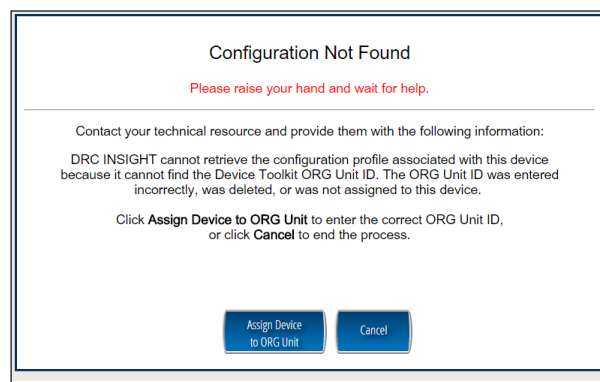 Configuration Not Found
Please raise your hand and wait for help.
Contact your technical resource and provide them with the following information:
DRC INSIGHT cannot retrieve the configuration profile associated with this device
because it cannot find the Device Toolkit ORG Unit ID. The ORG Unit ID was entered
incorrectly, was deleted, or was not assigned to this device.
Click Assign Device to ORG Unit to enter the correct ORG Unit ID,
or click Cancel to end the process.
Assign Device
to ORG Unit
Cancel